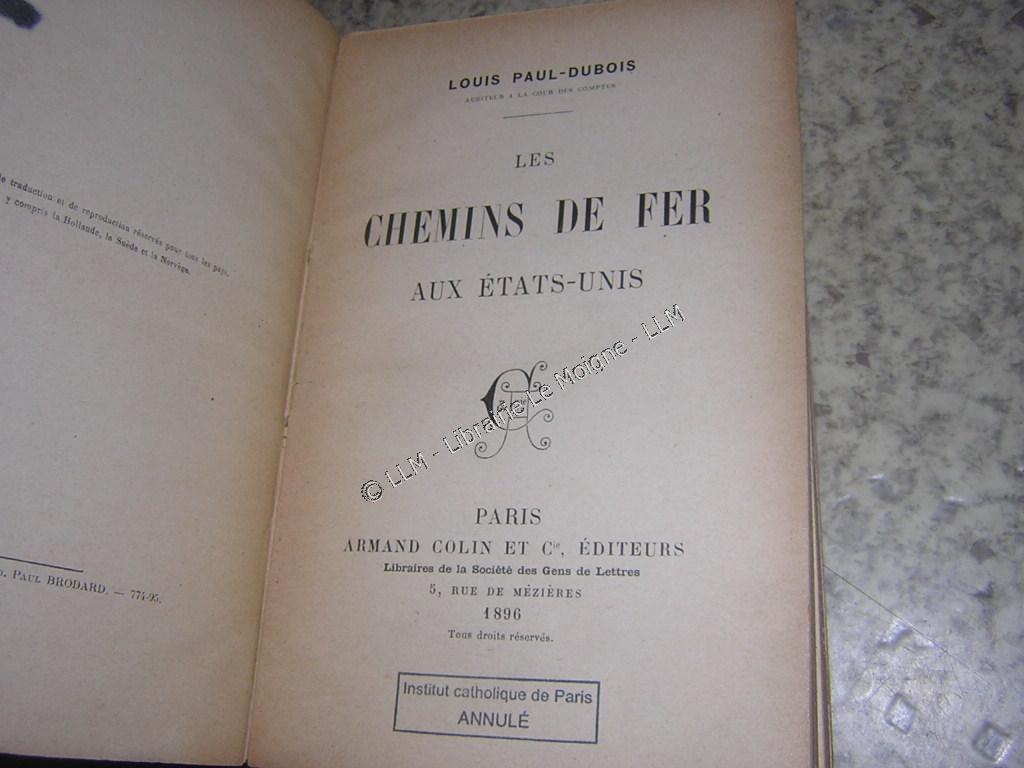 de traduction et de reproduction réservés pour tous les pays,
y compris la Hollande, la Suède et la Norvège.
PAUL BRODARD. — 774-95.
LOUIS PAUL-DUBOIS
AUDITEUR A LA COUR DES COMPTES
LES
CHEMINS DE FER
AUX ÉTATS-UNIS
© LLM - Librairie Le Moigne - LLM
PARIS
ARMAND COLIN ET Cie, ÉDITEURS
Libraires de la Société des Gens de Lettres
5, RUE DE MÉZIÈRES
1896
Tous droits réservés.
Institut catholique de Paris
ANNULÉ